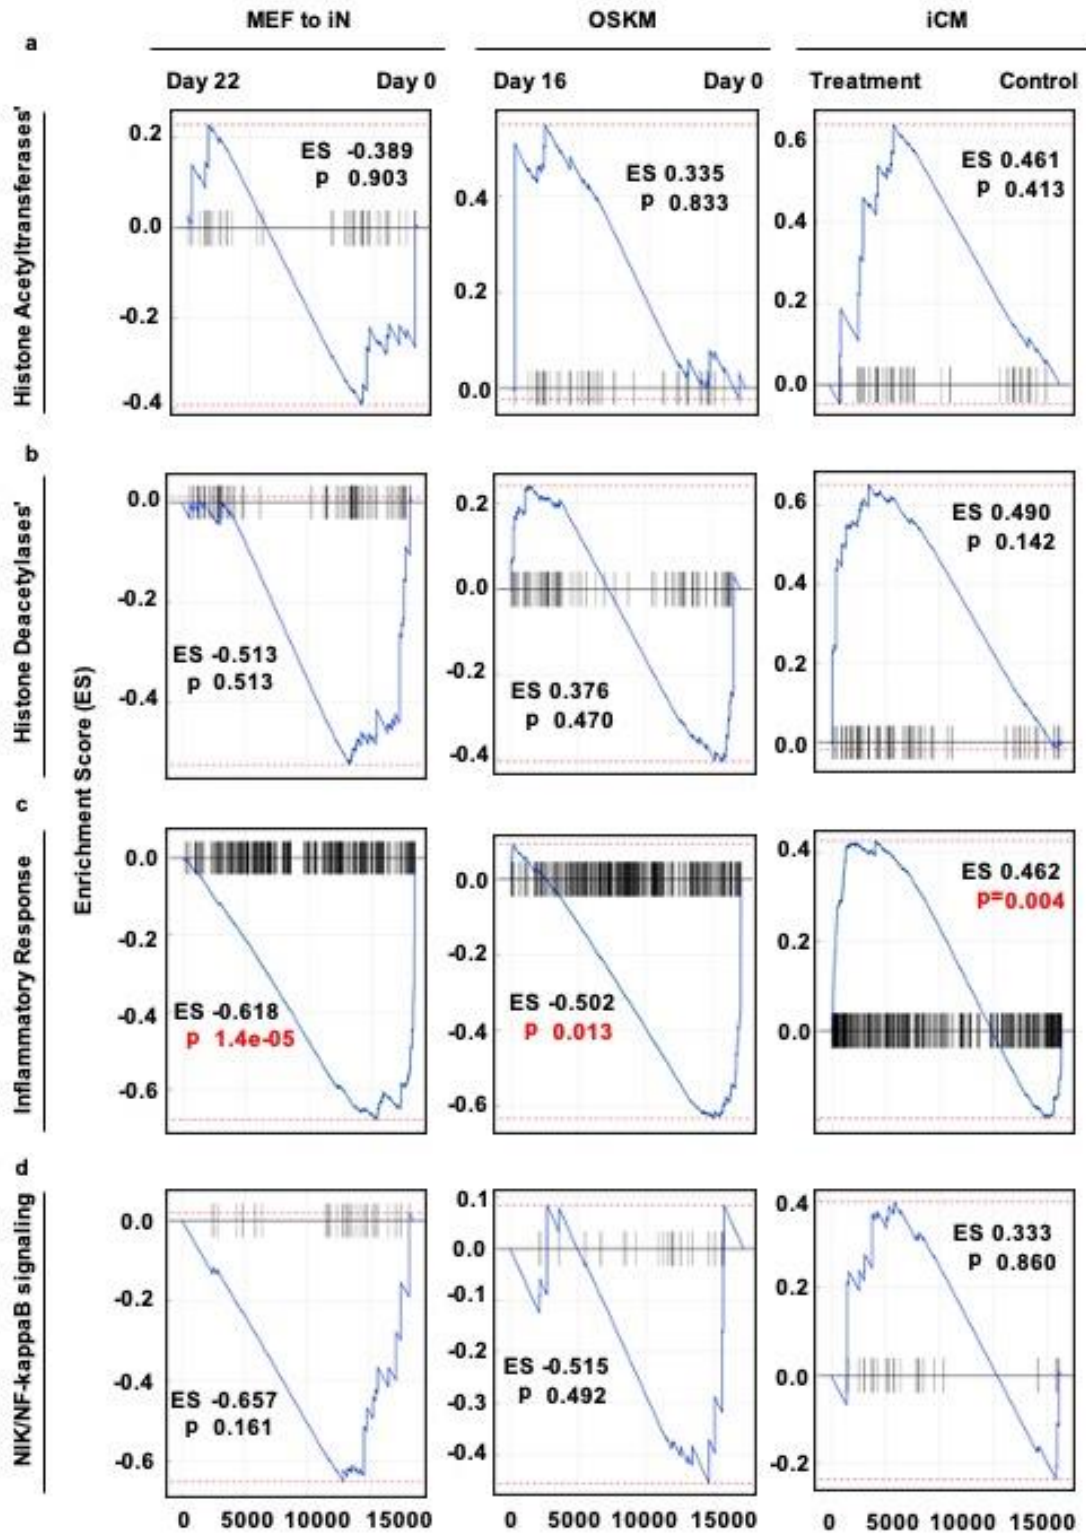 MEF to iN OSKM iCM
a
Day 22 Day 0 Day 16 Day 0 Treatment Control
Histone Acetyltransferases'
0.2
0.0
-0.2
-0.4
ES -0.389
p 0.903
0.4
0.2
0.0
ES 0.335
p 0.833
0.6
0.4
0.2
0.0
ES 0.461
p 0.413
b
Histone Deacetylases'
Enrichment Score (ES)
0.0
-0.2
-0.4
ES -0.513
p 0.513
0.2
0.0
-0.2
-0.4
ES 0.376
p 0.470
0.6
0.4
0.2
0.0
ES 0.490
p 0.142
c
Inflammatory Response
0.0
-0.2
-0.4
-0.6
ES -0.618
p 1.4e-05
0.0
-0.2
-0.4
-0.6
ES -0.502
p 0.013
0.4
0.2
0.0
ES 0.462
p=0.004
d
NIK/NF-kappaB signaling
0.0
-0.2
-0.4
-0.6
ES -0.657
p 0.161
0.1
0.0
-0.1
-0.2
-0.3
-0.4
ES -0.515
p 0.492
0.4
0.2
0.0
-0.2
ES 0.333
p 0.860
0 5000 10000 15000 0 5000 10000 15000 0 5000 10000 15000